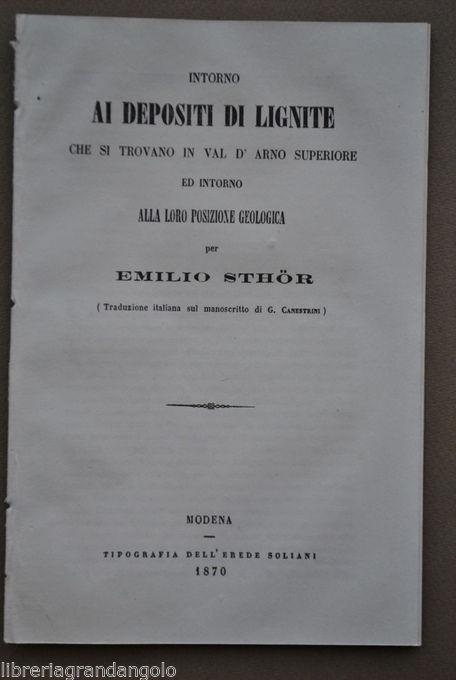 INTORNO
AI DEPOSITI DI LIGNITE
CHE SI TROVANO IN VAL D' ARNO SUPERIORE
ED INTORNO
ALLA LORO POSIZIONE GEOLOGICA
per
EMILIO STHÖR
( Traduzione italiana sul manoscritto di G. CANESTRINI )
MODENA
TIPOGRAFIA DELL'EREDE SOLIANI
1870
libreriagrandangolo